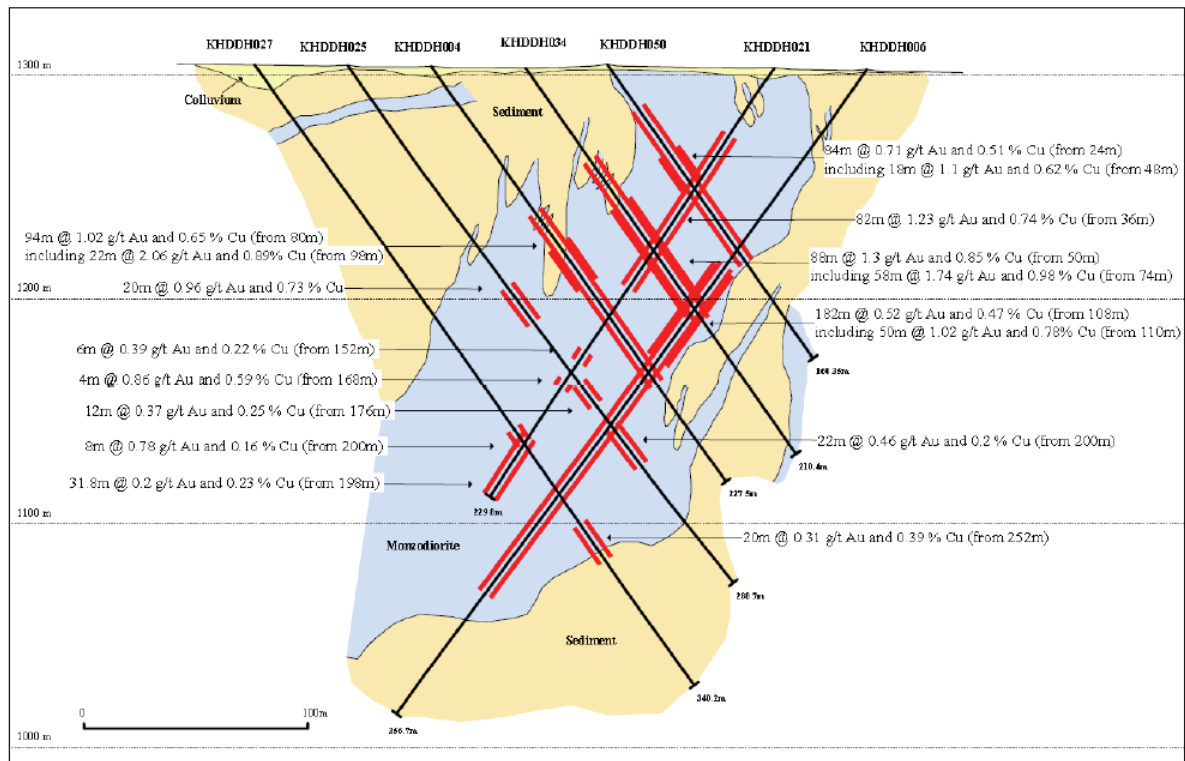 KHDDH027
KHDDH025
KHDDH004
KHDDH034
KHDDH050
KHDDH021
KHDDH006
1300 m
Colluvium
Sediment
84m @ 0.71 g/t Au and 0.51 % Cu (from 24m)
including 18m @ 1.1 g/t Au and 0.62 % Cu (from 48m)
82m @ 1.23 g/t Au and 0.74 % Cu (from 36m)
94m @ 1.02 g/t Au and 0.65 % Cu (from 80m)
including 22m @ 2.06 g/t Au and 0.89% Cu (from 98m)
88m @ 1.3 g/t Au and 0.85 % Cu (from 50m)
including 58m @ 1.74 g/t Au and 0.98 % Cu (from 74m)
20m @ 0.96 g/t Au and 0.73 % Cu
1200 m
182m @ 0.52 g/t Au and 0.47 % Cu (from 108m)
including 50m @ 1.02 g/t Au and 0.78% Cu (from 110m)
6m @ 0.39 g/t Au and 0.22 % Cu (from 152m)
160.36m
4m @ 0.86 g/t Au and 0.59 % Cu (from 168m)
12m @ 0.37 g/t Au and 0.25 % Cu (from 176m)
8m @ 0.78 g/t Au and 0.16 % Cu (from 200m)
22m @ 0.46 g/t Au and 0.2 % Cu (from 200m)
210.4m
31.8m @ 0.2 g/t Au and 0.23 % Cu (from 198m)
227.5m
229.8m
1100 m
20m @ 0.31 g/t Au and 0.39 % Cu (from 252m)
Monzodiorite
288.7m
Sediment
340.2m
0
100m
366.7m
1000 m